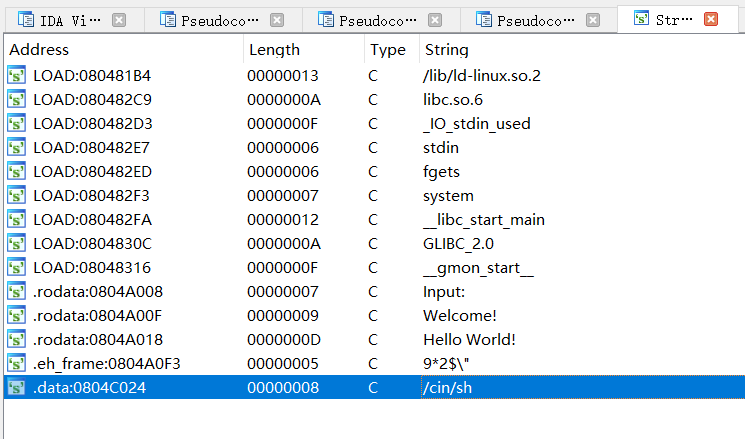 IDA Vi… Pseudoco… Pseudoco… Pseudoco… Str…
Address Length Type String
LOAD:080481B4 00000013 C /lib/ld-linux.so.2
LOAD:080482C9 0000000A C libc.so.6
LOAD:080482D3 0000000F C _IO_stdin_used
LOAD:080482E7 00000006 C stdin
LOAD:080482ED 00000006 C fgets
LOAD:080482F3 00000007 C system
LOAD:080482FA 00000012 C __libc_start_main
LOAD:0804830C 0000000A C GLIBC_2.0
LOAD:08048316 0000000F C __gmon_start__
.rodata:0804A008 00000007 C Input:
.rodata:0804A00F 00000009 C Welcome!
.rodata:0804A018 0000000D C Hello World!
.eh_frame:0804A0F3 00000005 C 9*2$\"
.data:0804C024 00000008 C /cin/sh